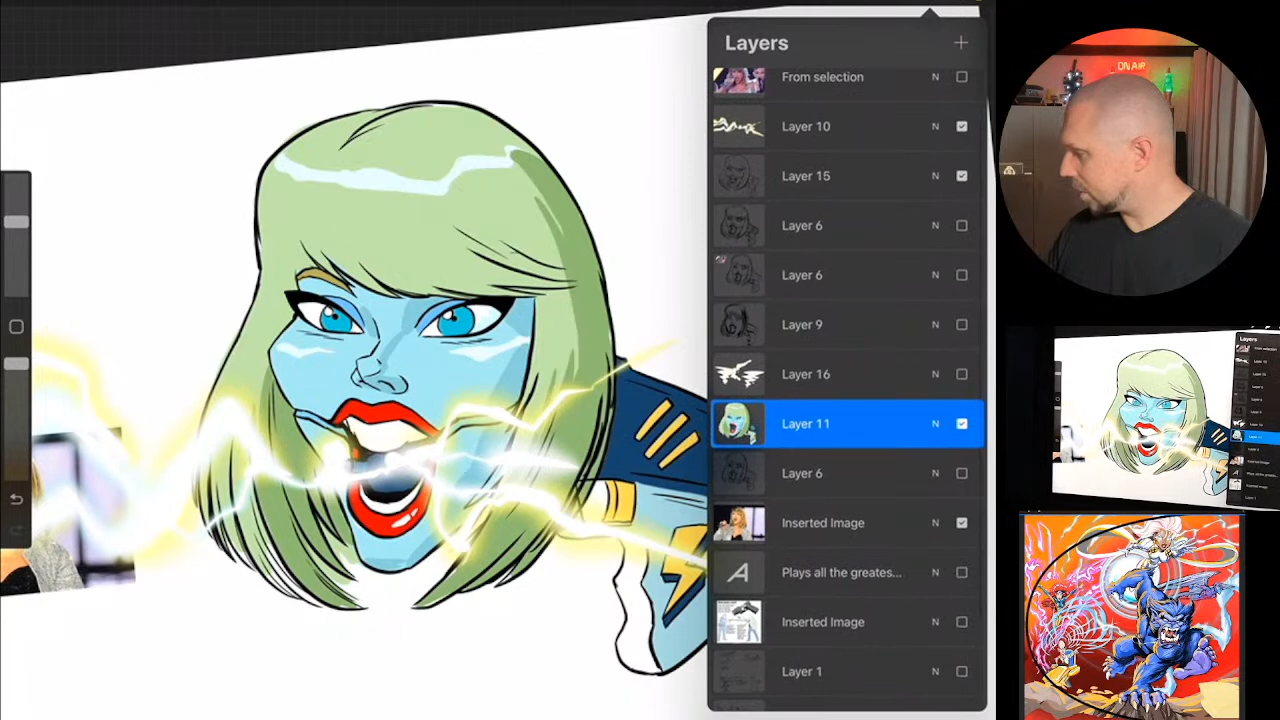 Layers
From selection N
Layer 10 N
Layer 15 N
Layer 6 N
Layer 6 N
Layer 9 N
Layer 16 N
Layer 11 N
Layer 6 N
Inserted Image N
A Plays all the greates... N
Inserted Image N
Layer 1 N
ON AIR
Layers